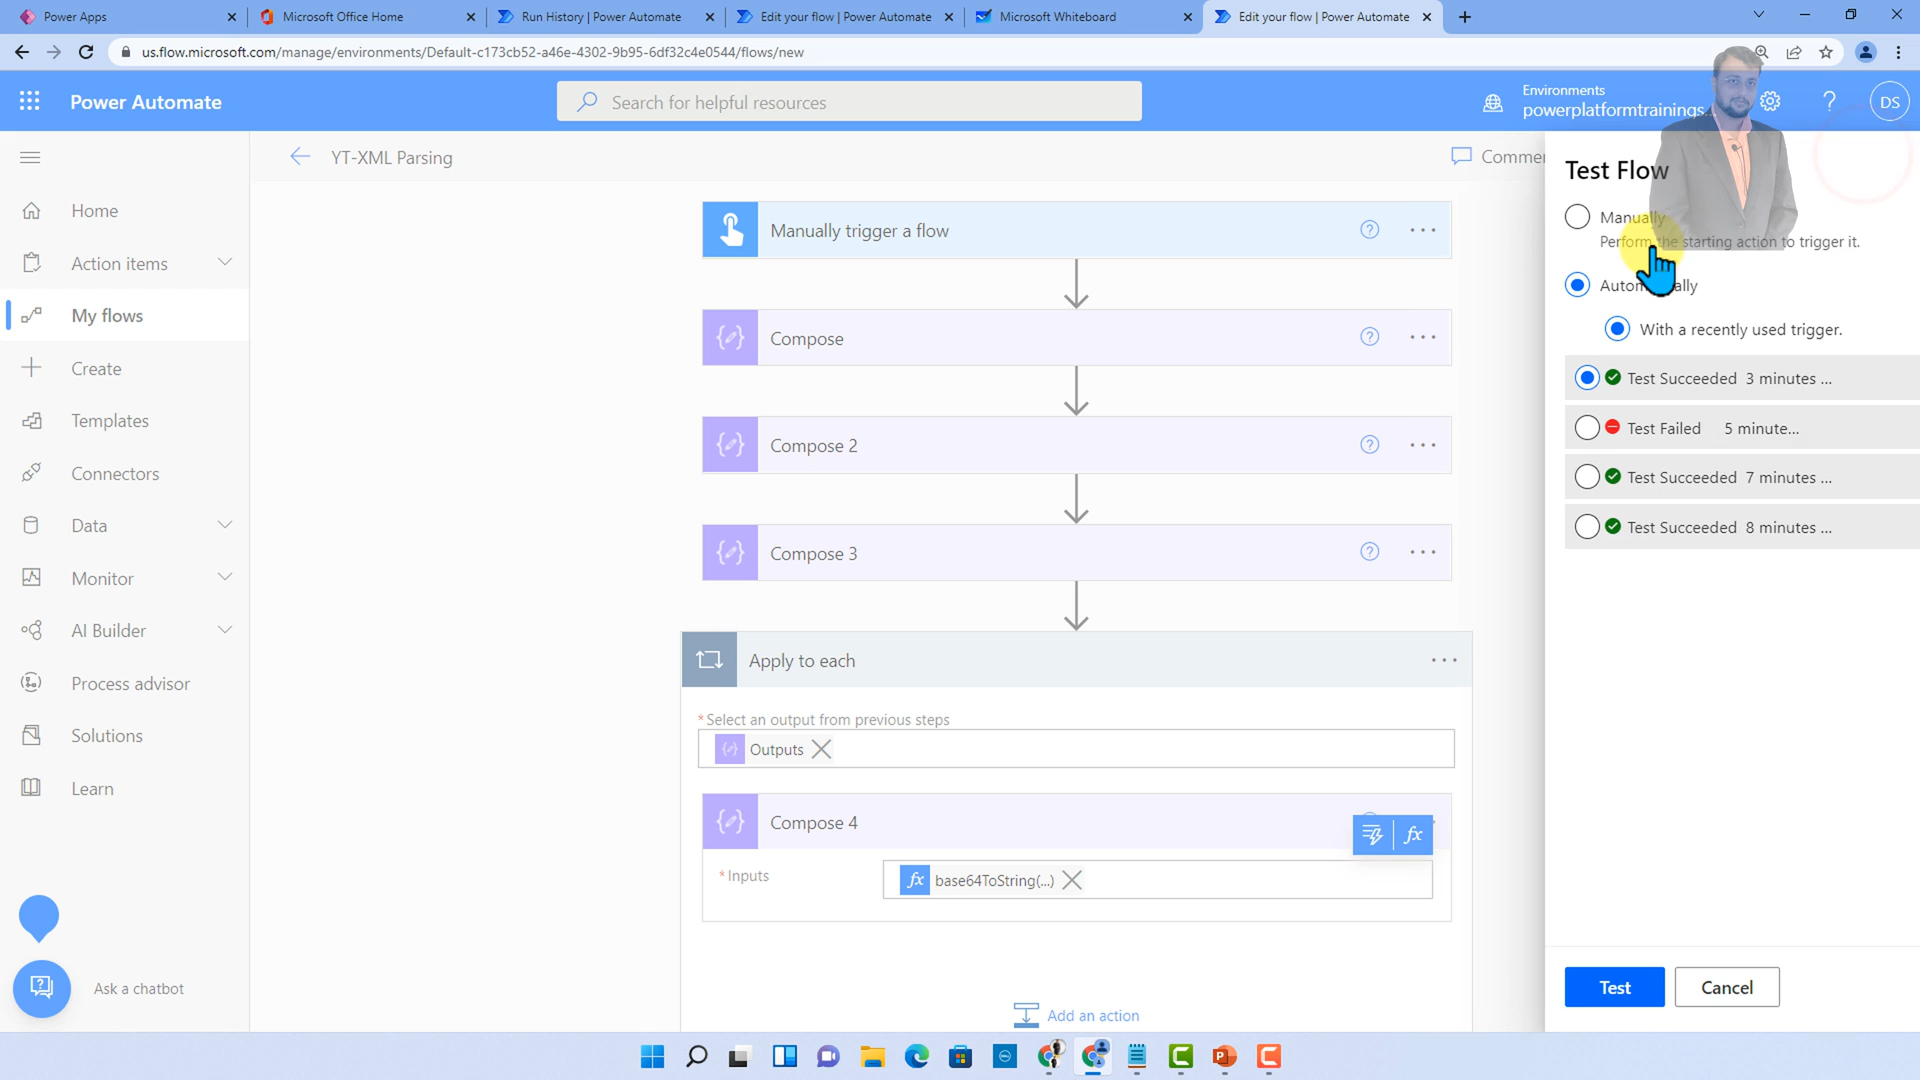 Power Apps
Microsoft Office Home
Run History | Power Automate
Edit your flow | Power Automate
Microsoft Whiteboard
Edit your flow | Power Automate
us.flow.microsoft.com/manage/environments/Default-c173cb52-a46e-4302-9b95-6df32c4e0544/flows/new
Power Automate
Search for helpful resources
Environments
powerplatformtrainings...
?
DS
YT-XML Parsing
Test Flow
Manually
Perform the starting action to trigger it.
Automatically
With a recently used trigger.
Test Succeeded 3 minutes ...
Test Failed 5 minute...
Test Succeeded 7 minutes ...
Test Succeeded 8 minutes ...
Test
Cancel
Home
Action items
My flows
Create
Templates
Connectors
Data
Monitor
AI Builder
Process advisor
Solutions
Learn
Ask a chatbot
Manually trigger a flow
?
Compose
?
Compose 2
?
Compose 3
?
Apply to each
* Select an output from previous steps
Outputs
Compose 4
fx
* Inputs
fx base64ToString(...)
Add an action